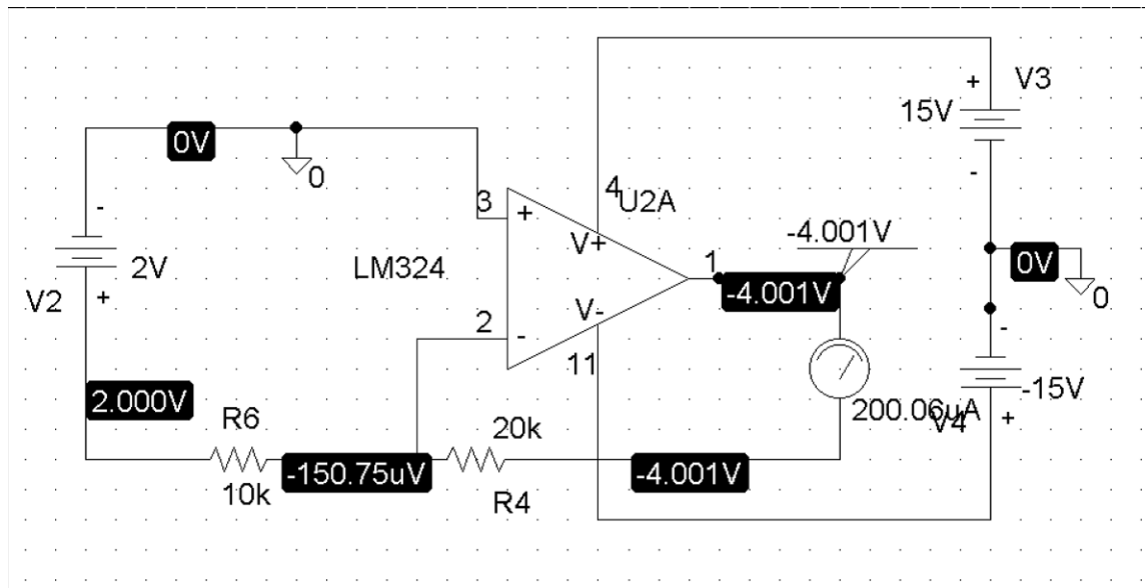 +
V3
15V
-
0V
0
-
2V
V2
+
3
+
4
U2A
V+
LM324
1
-4.001V
-4.001V
0V
0
V-
2
-
11
-
-15V
V4
+
200.06uA
2.000V
R6
10k
-150.75uV
20k
R4
-4.001V